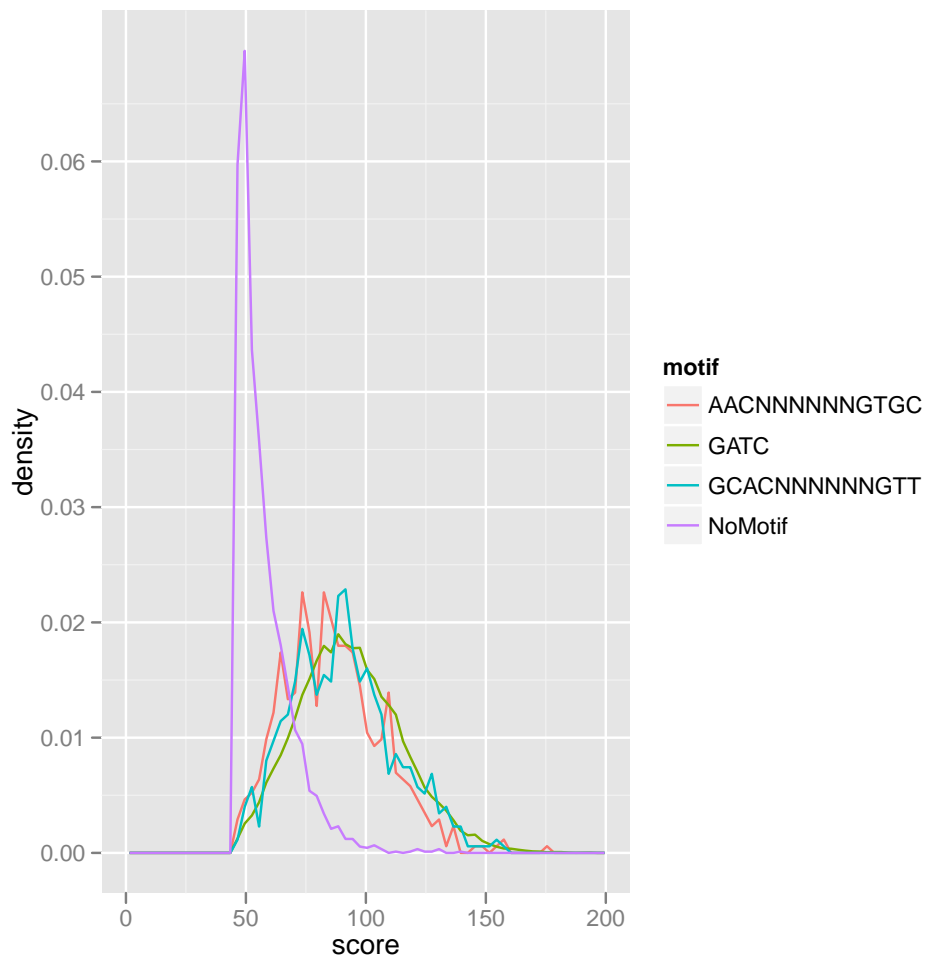 0.06
0.05
0.04
0.03
0.02
0.01
0.00
density
0
50
100
150
200
score
motif
AACNNNNNNGTGC
GATC
GCACNNNNNNGTT
NoMotif